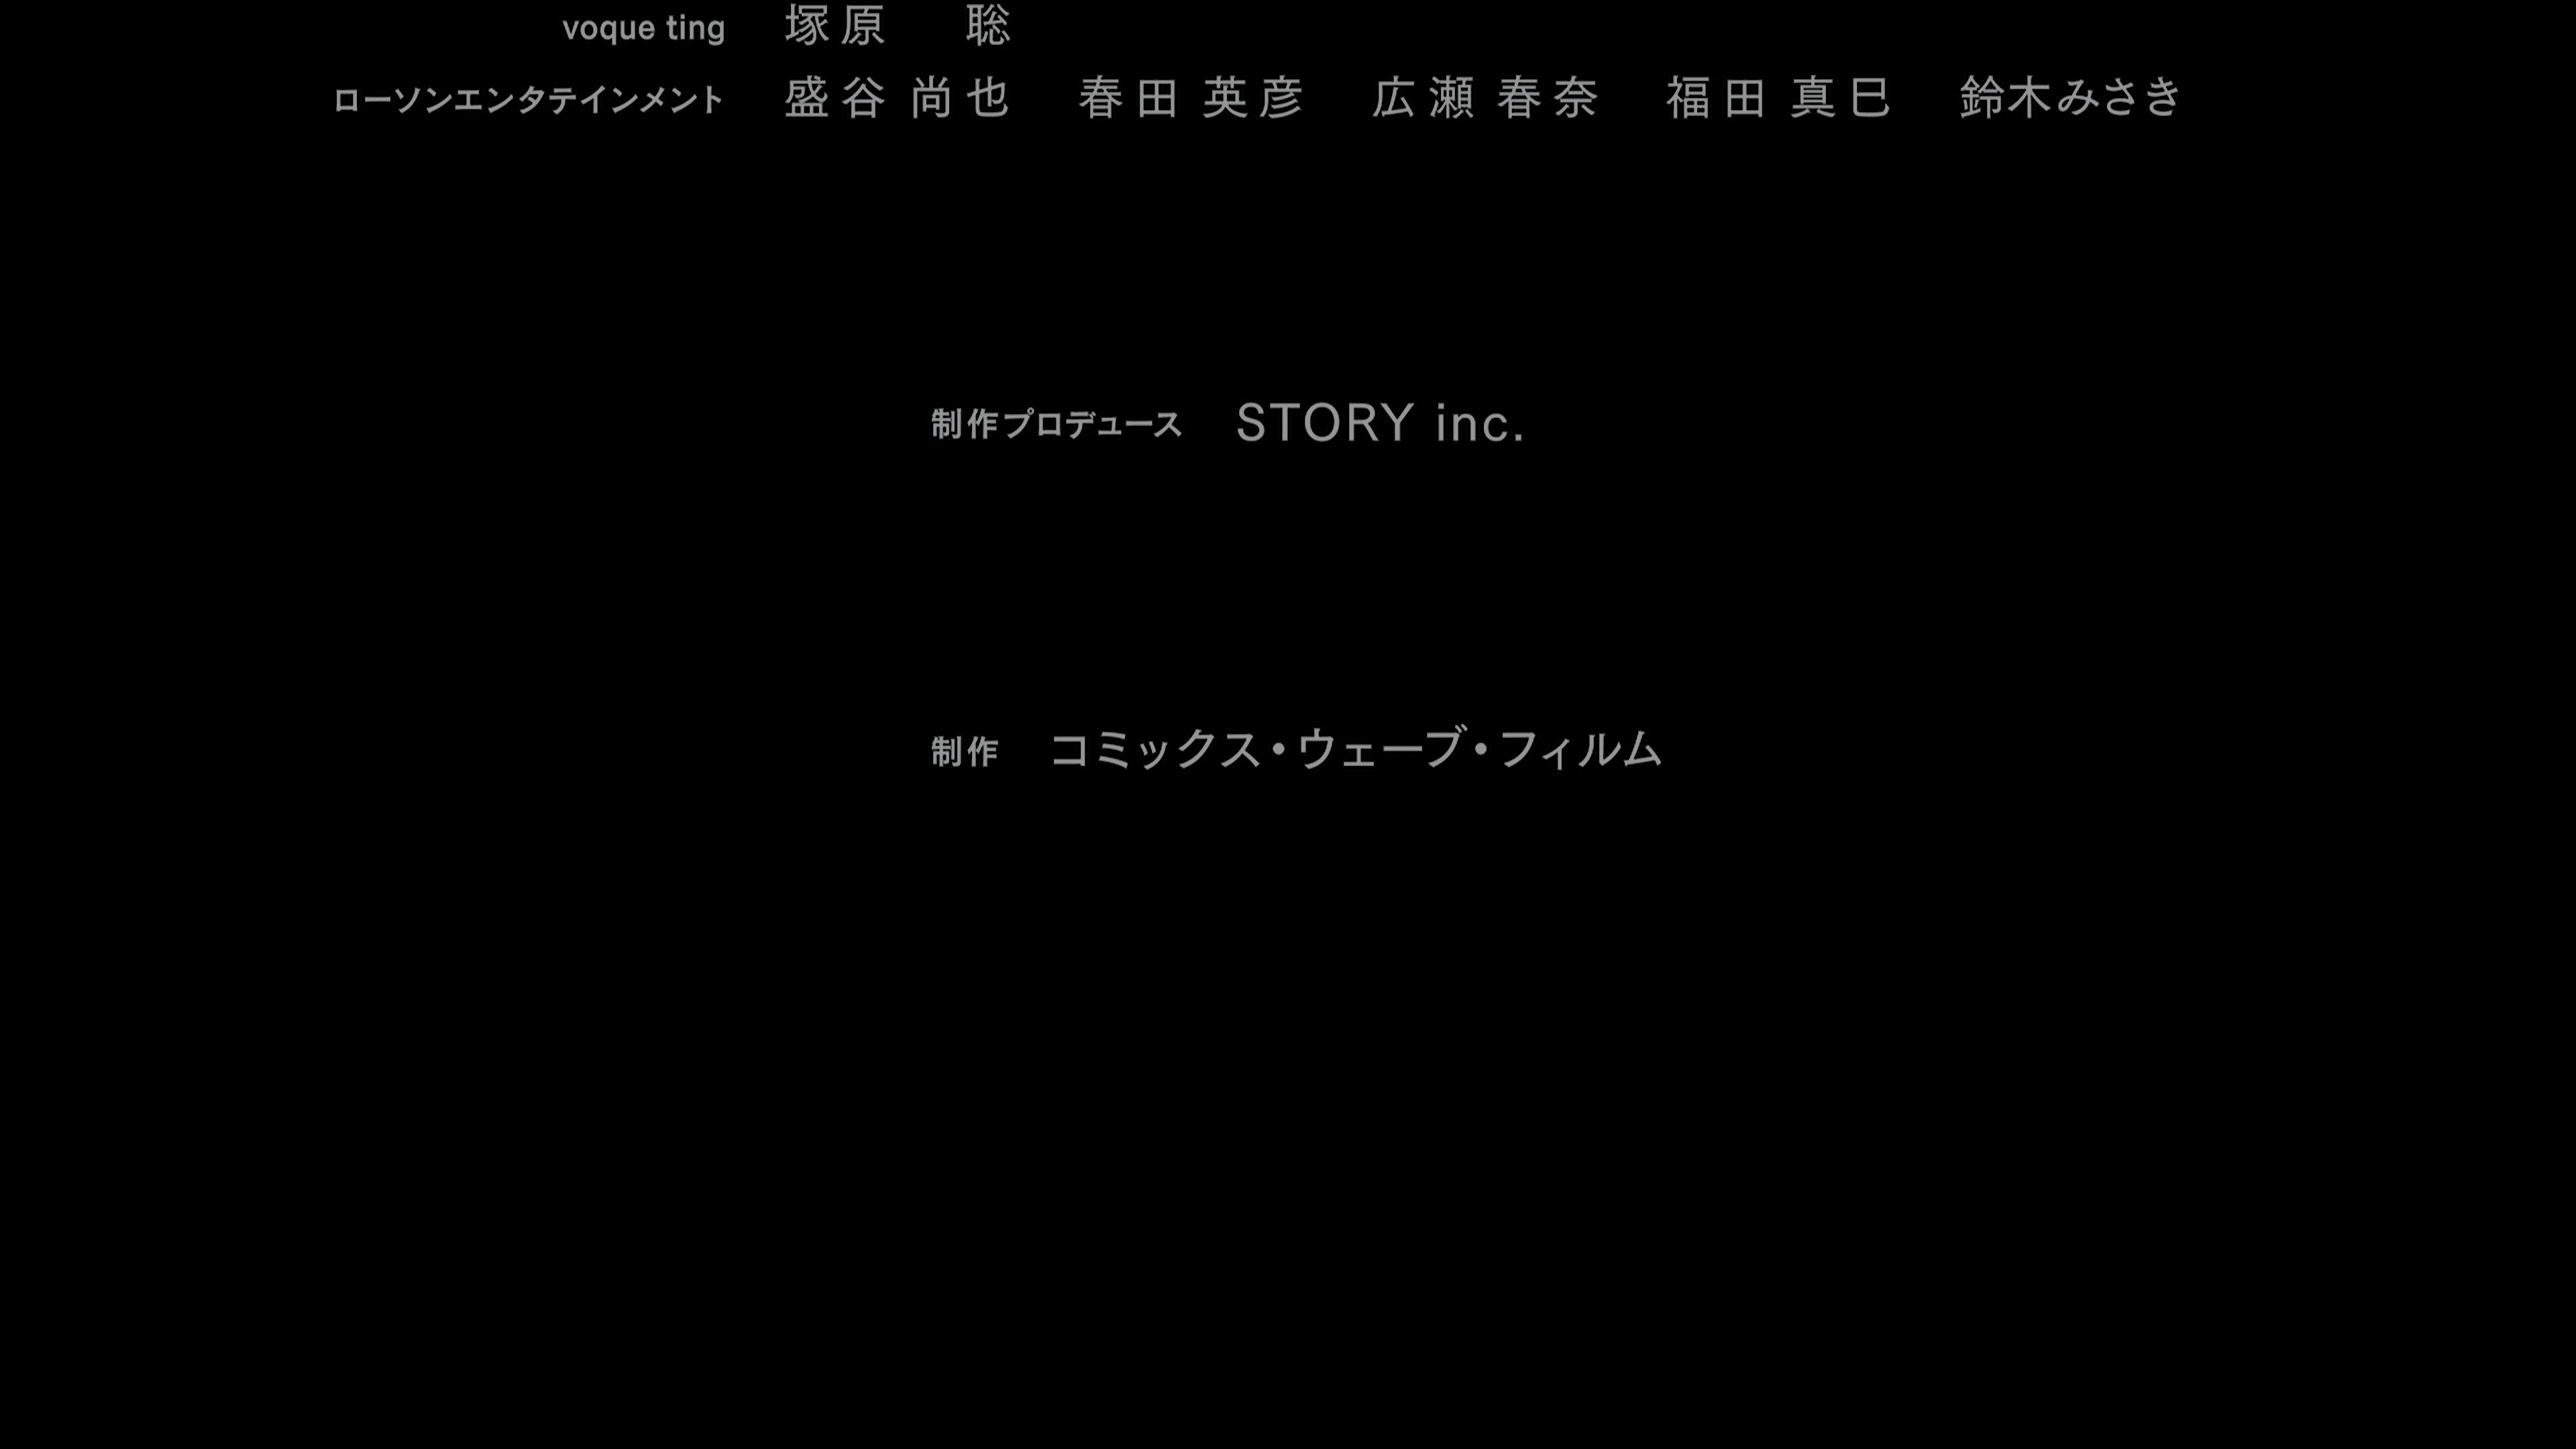 voque ting 塚原 聡
ローソンエンタテインメント 盛谷 尚也 春田 英彦 広瀬 春奈 福田 真巳 鈴木みさき
制作プロデュース STORY inc.
制作 コミックス・ウェーブ・フィルム